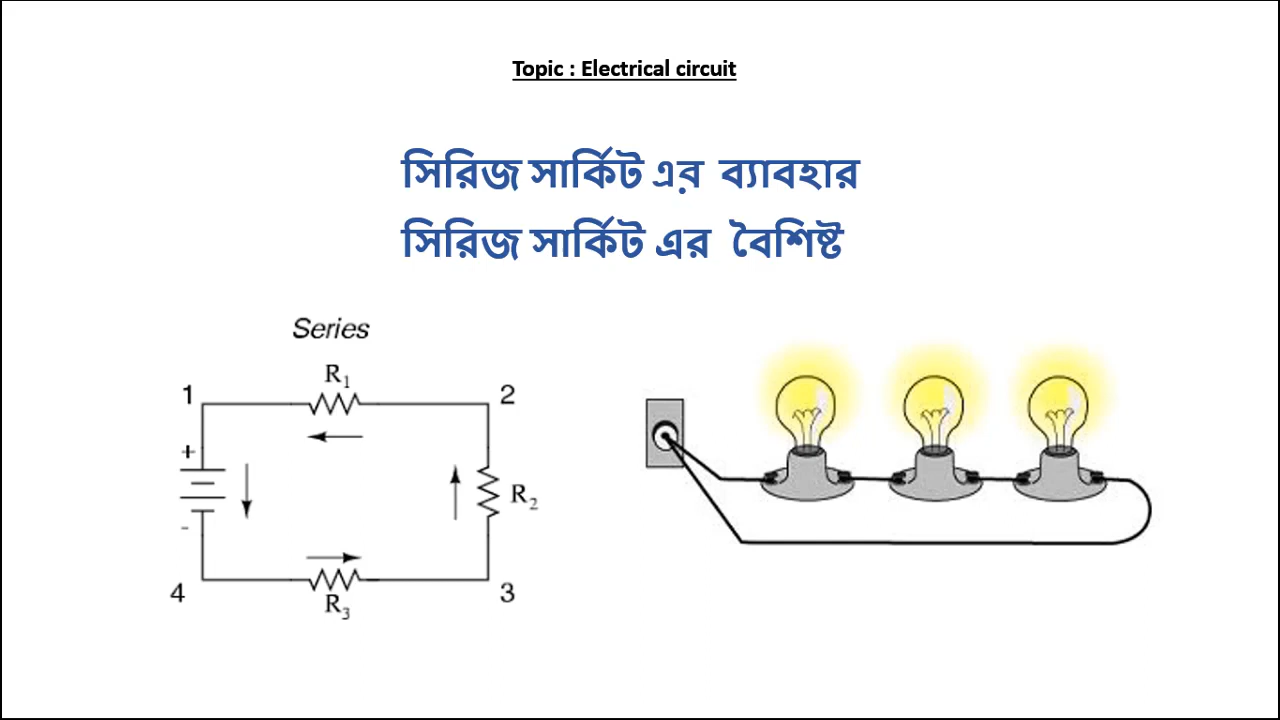 Topic : Electrical circuit
সিরিজ সার্কিট এর ব্যাবহার
সিরিজ সার্কিট এর বৈশিষ্ট
Series
R₁
1
2
+
R₂
-
4
3
R₃